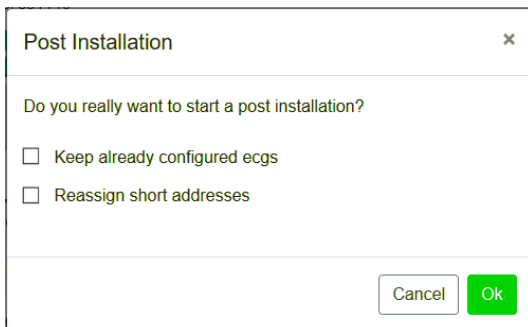 Post Installation
×
Do you really want to start a post installation?
Keep already configured ecgs
Reassign short addresses
Cancel
Ok